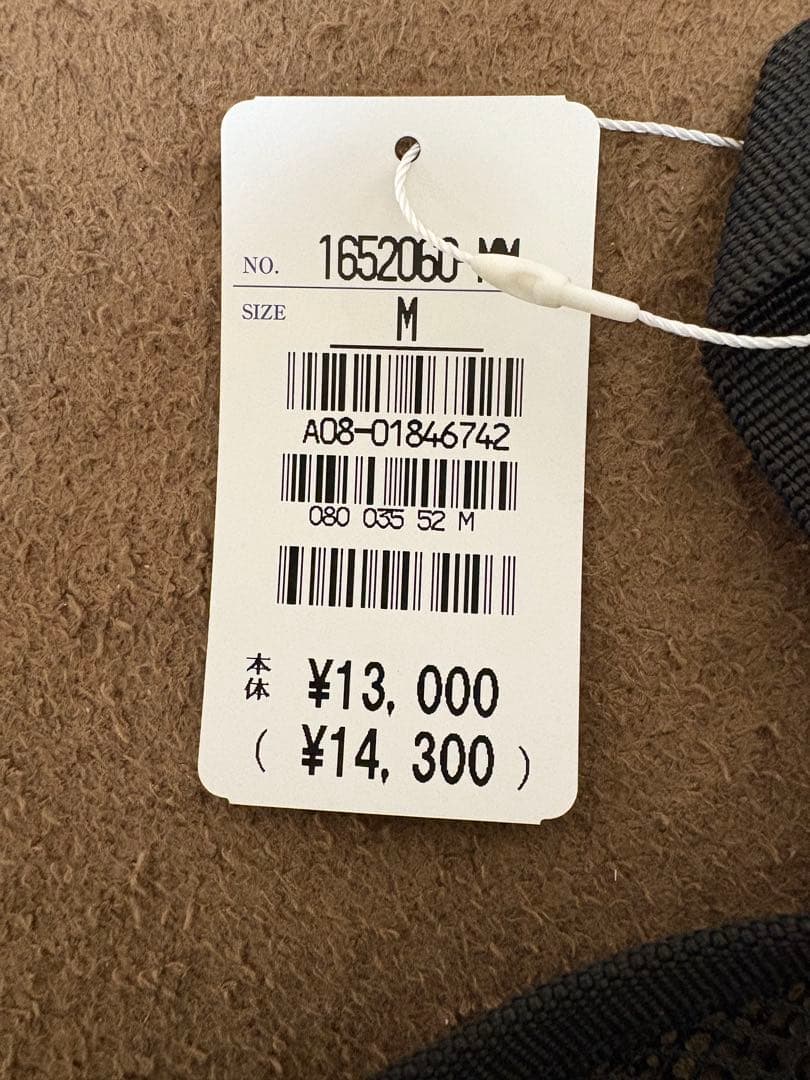 NO. 1652060
SIZE M
A08-01846742
080 035 52 M
本体 ¥13,000
( ¥14,300 )